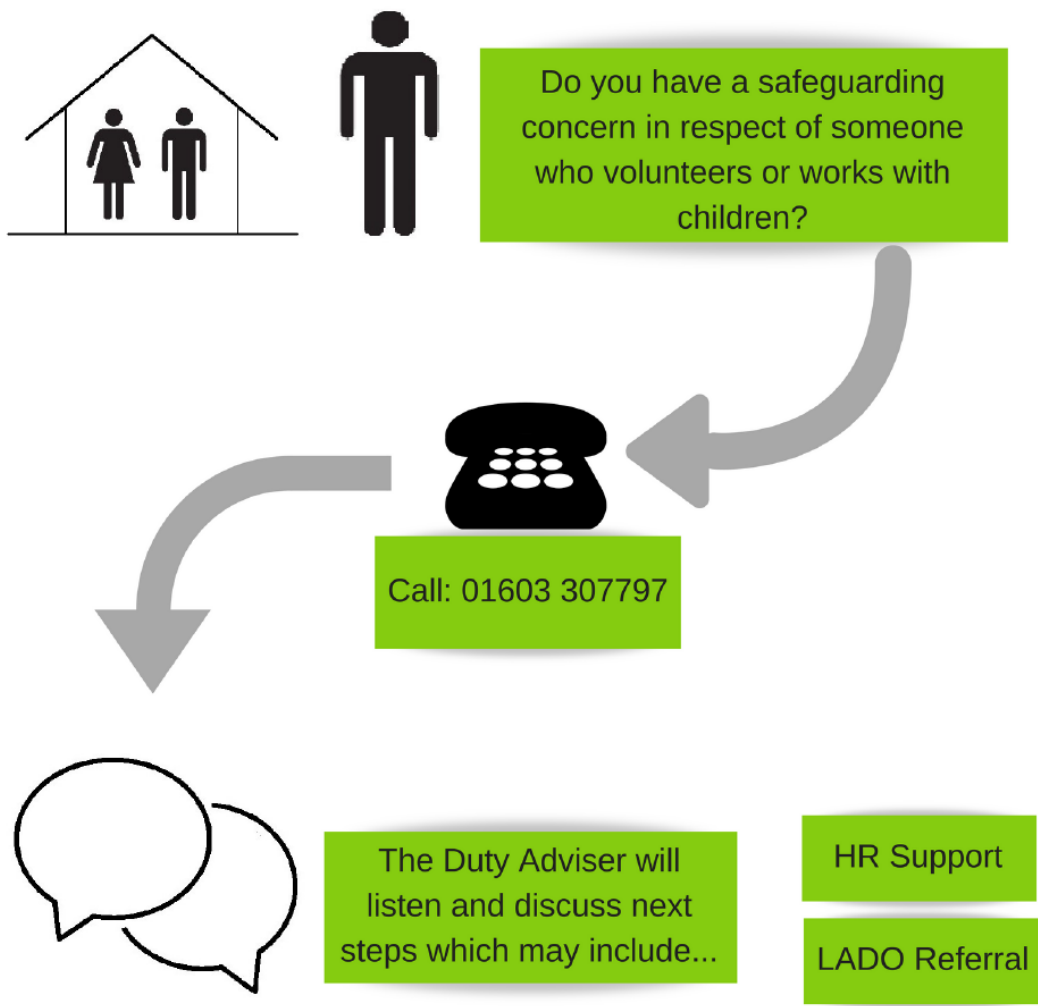 Do you have a safeguarding
concern in respect of someone
who volunteers or works with
children?
Call: 01603 307797
The Duty Adviser will
listen and discuss next
steps which may include...
HR Support
LADO Referral